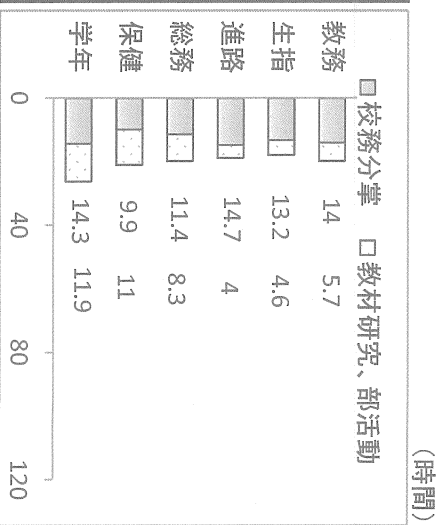 (時間)
校務分掌 教材研究、部活動
教務 14 5.7
生指 13.2 4.6
進路 14.7 4
総務 11.4 8.3
保健 9.9 11
学年 14.3 11.9
0 40 80 120